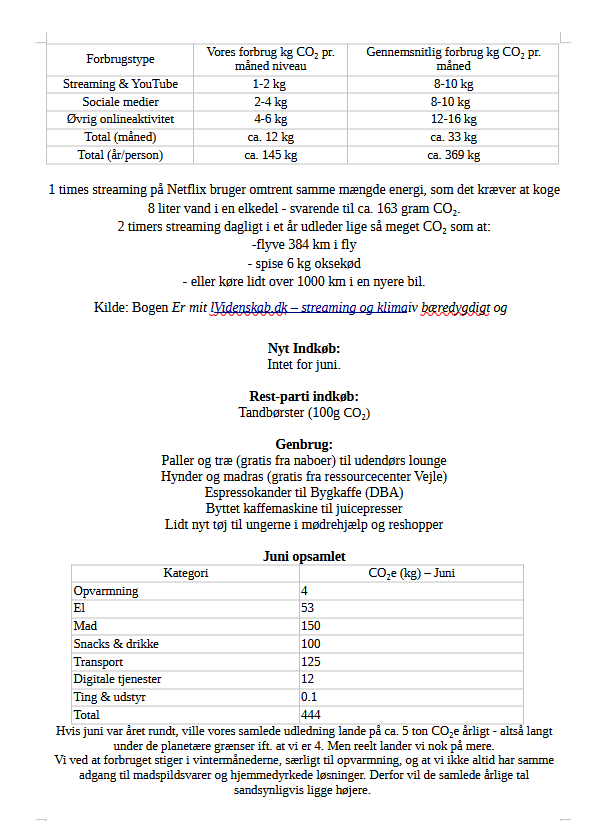 Forbrugstype Vores forbrug kg CO₂ pr. måned niveau Gennemsnitlig forbrug kg CO₂ pr. måned
Streaming & YouTube 1-2 kg 8-10 kg
Sociale medier 2-4 kg 8-10 kg
Øvrig onlineaktivitet 4-6 kg 12-16 kg
Total (måned) ca. 12 kg ca. 33 kg
Total (år/person) ca. 145 kg ca. 369 kg
1 times streaming på Netflix bruger omtrent samme mængde energi, som det kræver at koge
8 liter vand i en elkedel - svarende til ca. 163 gram CO₂.
2 timers streaming dagligt i et år udleder lige så meget CO₂ som at:
-flyve 384 km i fly
- spise 6 kg oksekød
- eller køre lidt over 1000 km i en nyere bil.
Kilde: Bogen Er mit lVidenskab.dk – streaming og klimaiv bæredygdigt og
Nyt Indkøb:
Intet for juni.
Rest-parti indkøb:
Tandbørster (100g CO₂)
Genbrug:
Paller og træ (gratis fra naboer) til udendørs lounge
Hynder og madras (gratis fra ressourcecenter Vejle)
Espressokander til Bygkaffe (DBA)
Byttet kaffemaskine til juicepresser
Lidt nyt tøj til ungerne i mødrehjælp og reshopper
Juni opsamlet
Kategori CO₂e (kg) – Juni
Opvarmning 4
El 53
Mad 150
Snacks & drikke 100
Transport 125
Digitale tjenester 12
Ting & udstyr 0.1
Total 444
Hvis juni var året rundt, ville vores samlede udledning lande på ca. 5 ton CO₂e årligt - altså langt
under de planetære grænser ift. at vi er 4. Men reelt lander vi nok på mere.
Vi ved at forbruget stiger i vintermånederne, særligt til opvarmning, og at vi ikke altid har samme
adgang til madspildsvarer og hjemmedyrkede løsninger. Derfor vil de samlede årlige tal
sandsynligvis ligge højere.